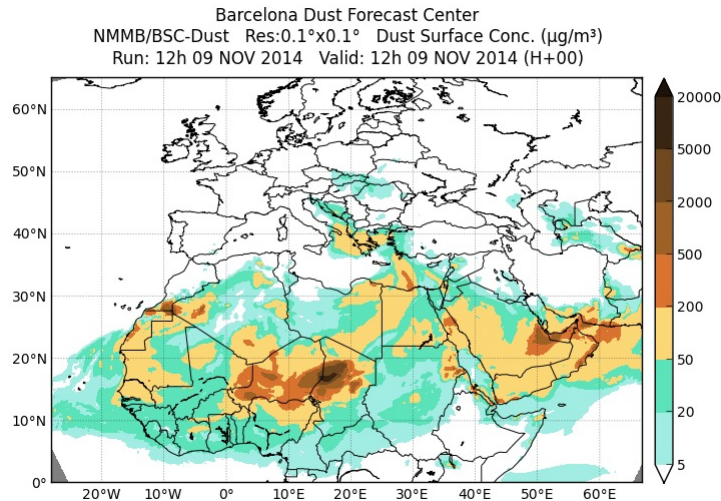 Barcelona Dust Forecast Center
NMMB/BSC-Dust   Res:0.1°x0.1°   Dust Surface Conc. (µg/m³)
Run: 12h 09 NOV 2014   Valid: 12h 09 NOV 2014 (H+00)
60°N
50°N
40°N
30°N
20°N
10°N
0°
20°W
10°W
0°
10°E
20°E
30°E
40°E
50°E
60°E
20000
5000
2000
500
200
50
20
5